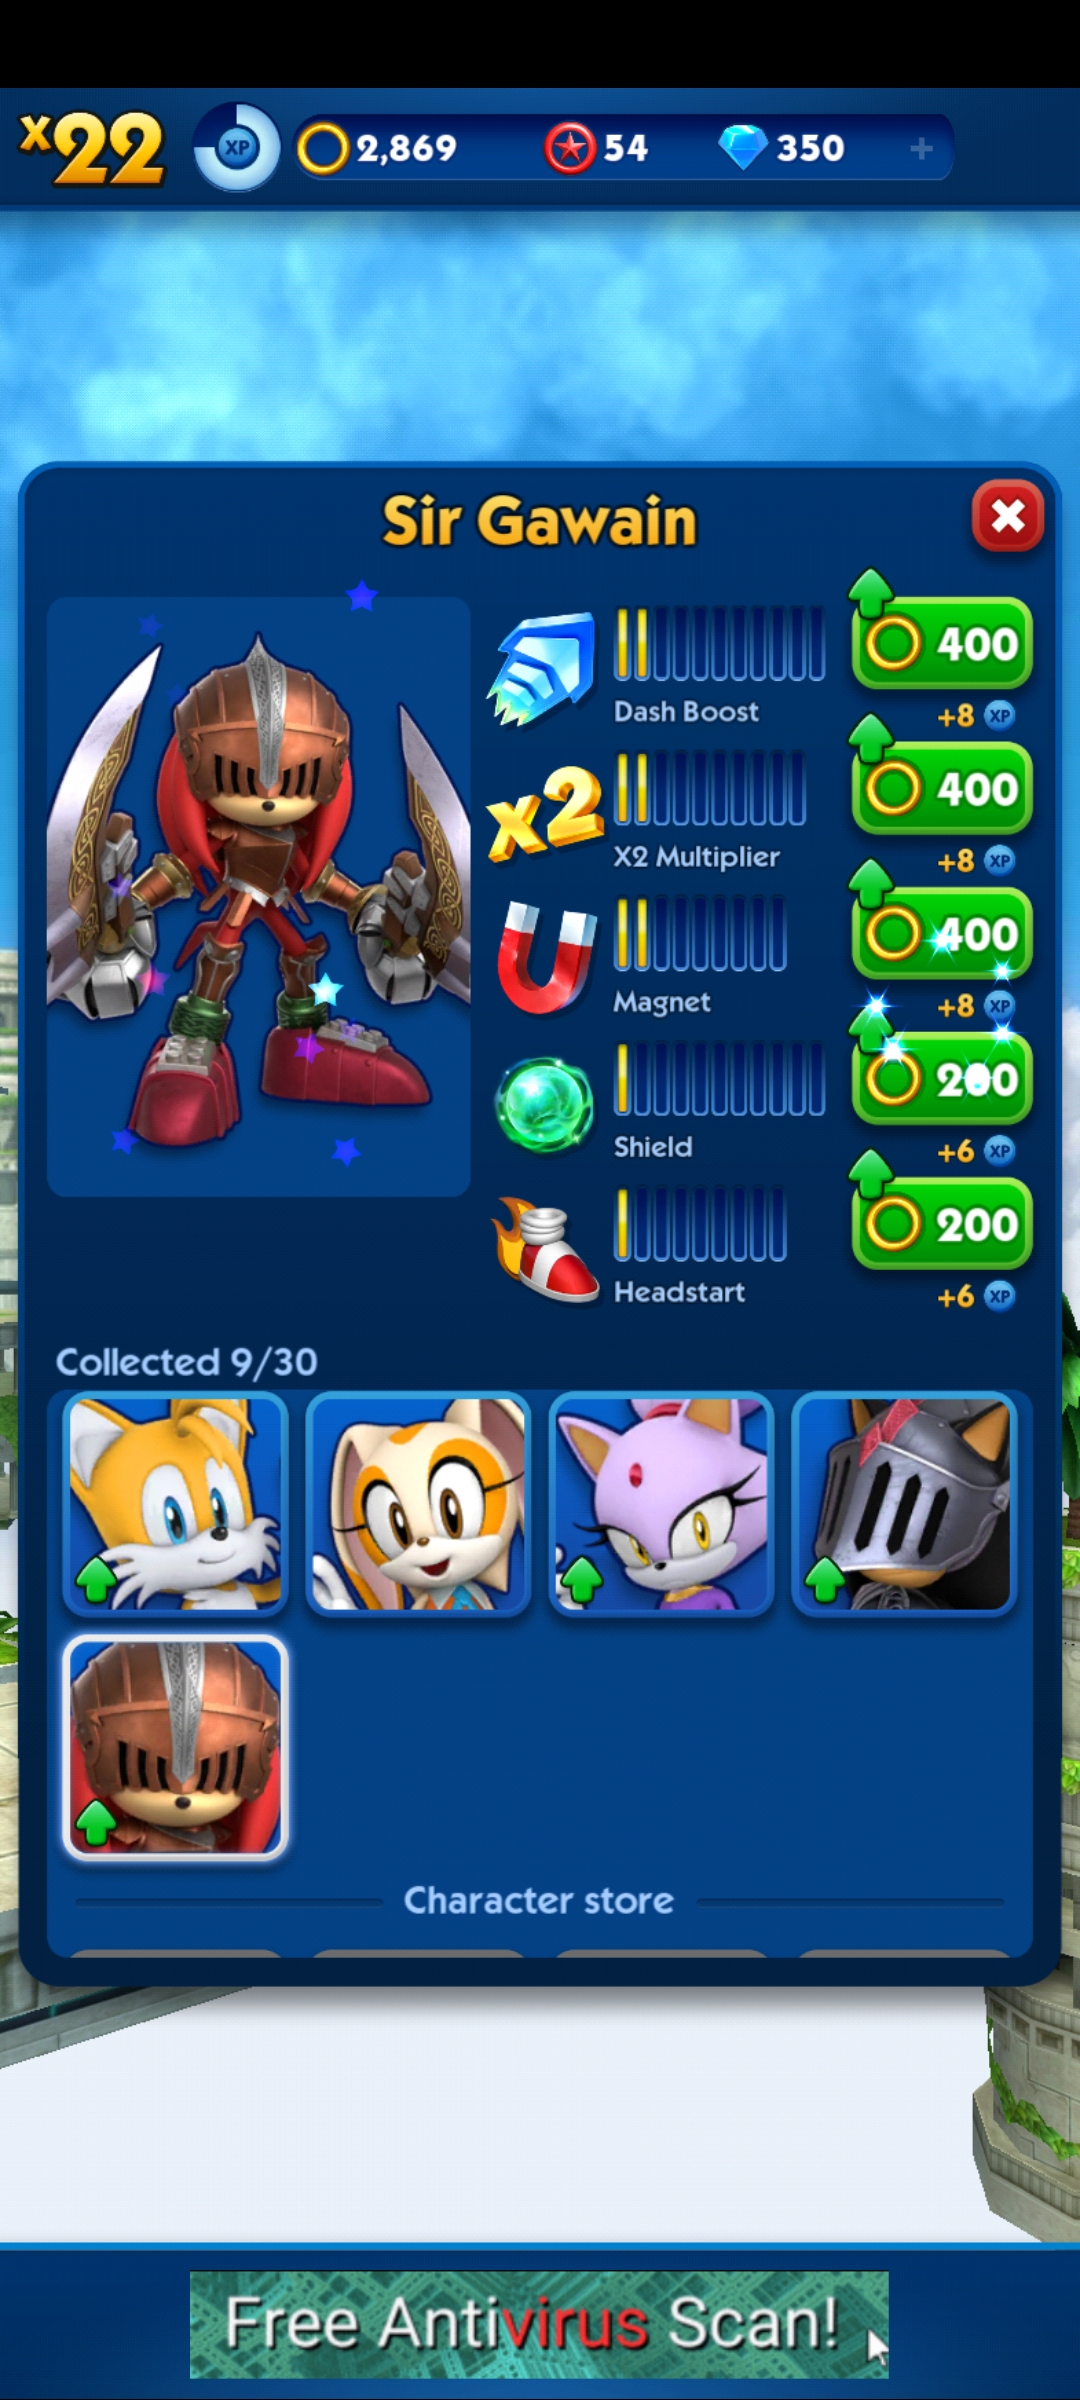 x22 XP 2,869 54 350 +
Sir Gawain
400
Dash Boost
+8 XP
x2
400
X2 Multiplier
+8 XP
400
Magnet
+8 XP
200
Shield
+6 XP
200
Headstart
+6 XP
Collected 9/30
Character store
Free Antivirus Scan!